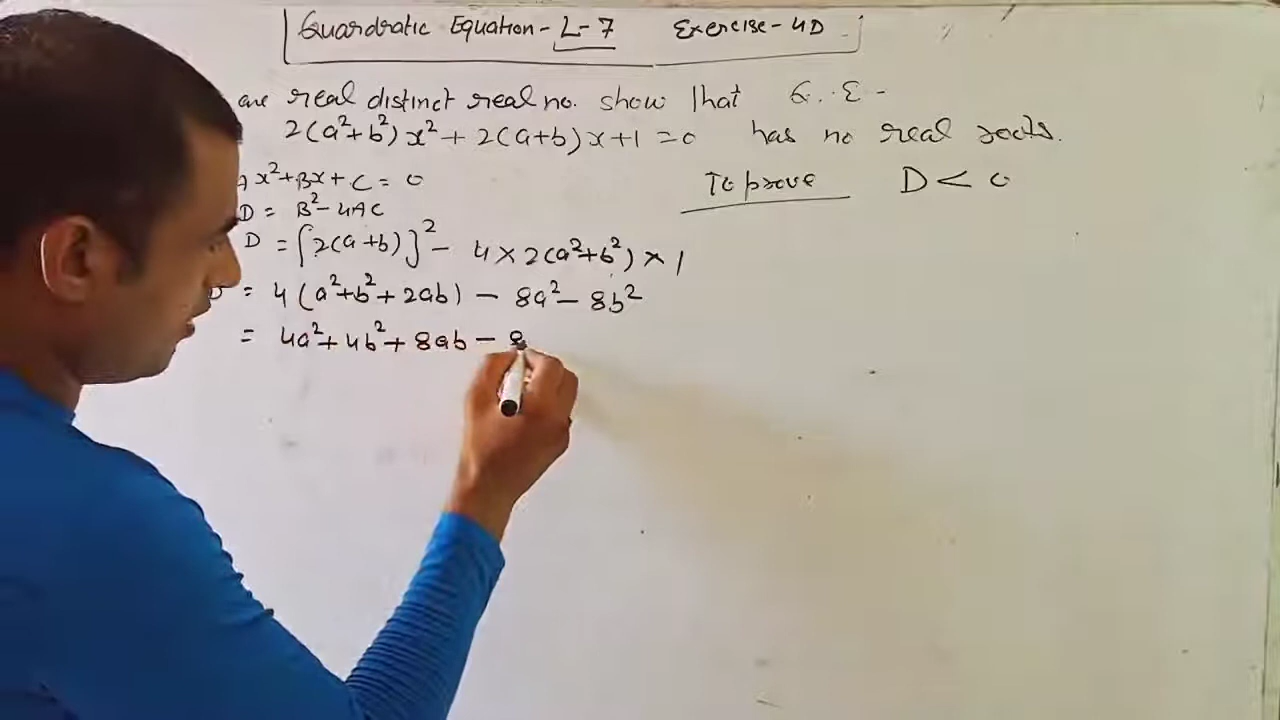 Quardratic Equation - L-7 Exercise-4D
are real distinct real no. show that Q.E-
2(a²+b²)x²+2(a+b)x+1=0 has no real roots.
Ax²+Bx+C=0 To prove D<0
D= B²-4AC
D =[2(a+b)]²- 4×2(a²+b²)×1
D = 4(a²+b²+2ab) - 8a²-8b²
= 4a²+4b²+8ab-8